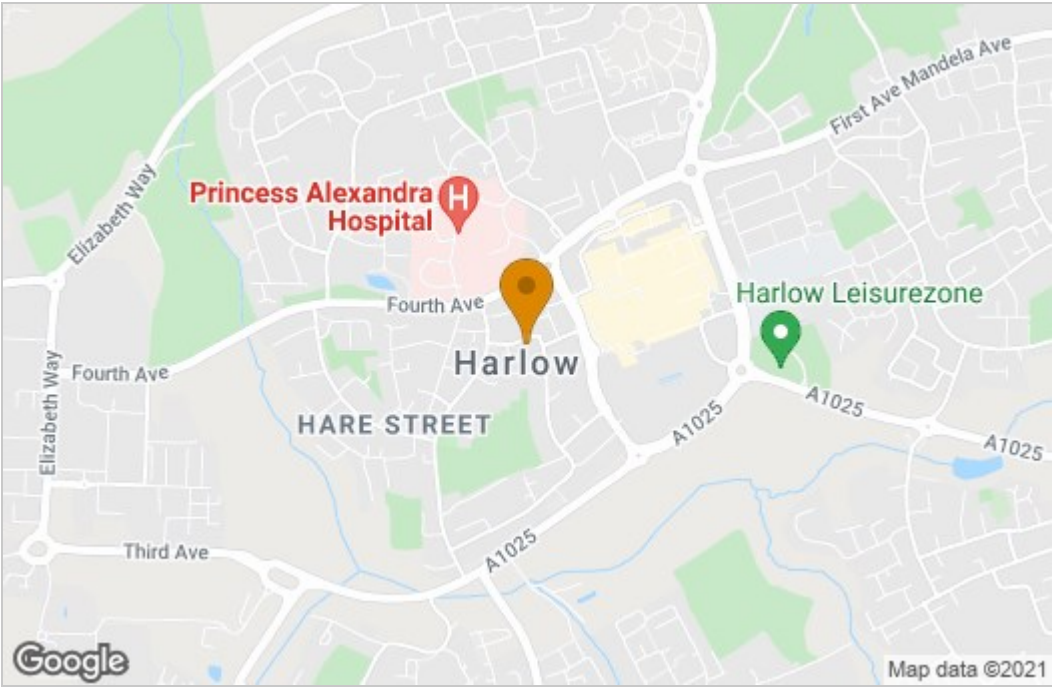 First Ave Mandela Ave
Princess Alexandra
Hospital
H
Elizabeth Way
Fourth Ave
Harlow Leisurezone
Harlow
Fourth Ave
Elizabeth Way
HARE STREET
A1025
A1025
A1025
Third Ave
A1025
Google
Map data ©2021